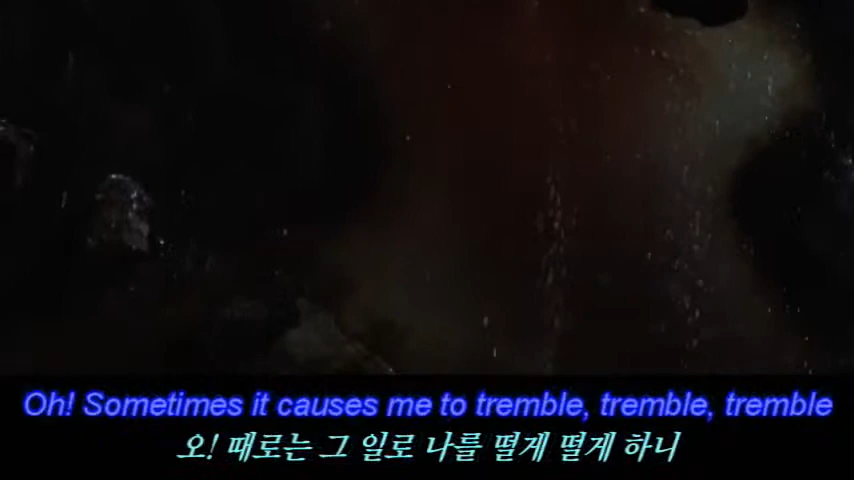 Oh! Sometimes it causes me to tremble, tremble, tremble
오! 때로는 그 일로 나를 떨게 떨게 하니